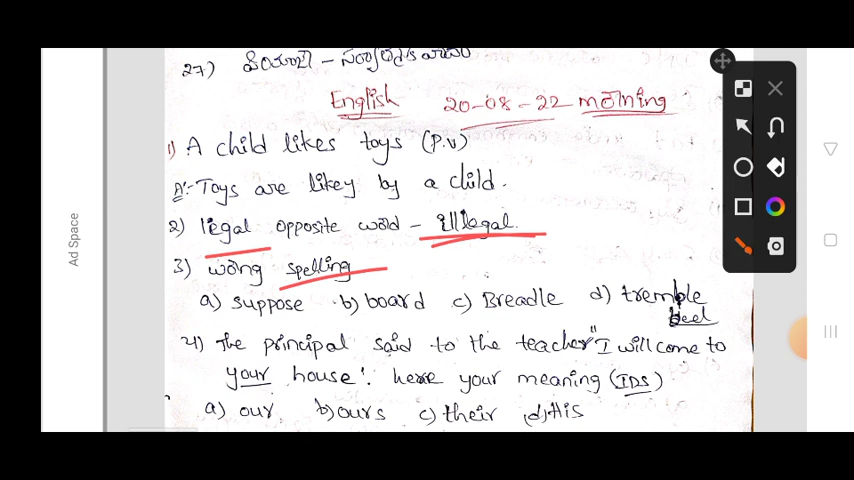 27)
English 20-08-22 morning
1) A child likes toys (P.v)
A:- Toys are likey by a child.
2) legal opposite word - illegal.
3) wrong spelling
a) suppose b) board c) Breadle d) tremble
4) The principal said to the teacher "I will come to
your house". here your meaning (IDS)
a) our b) ours c) their (d) His
Ad Space